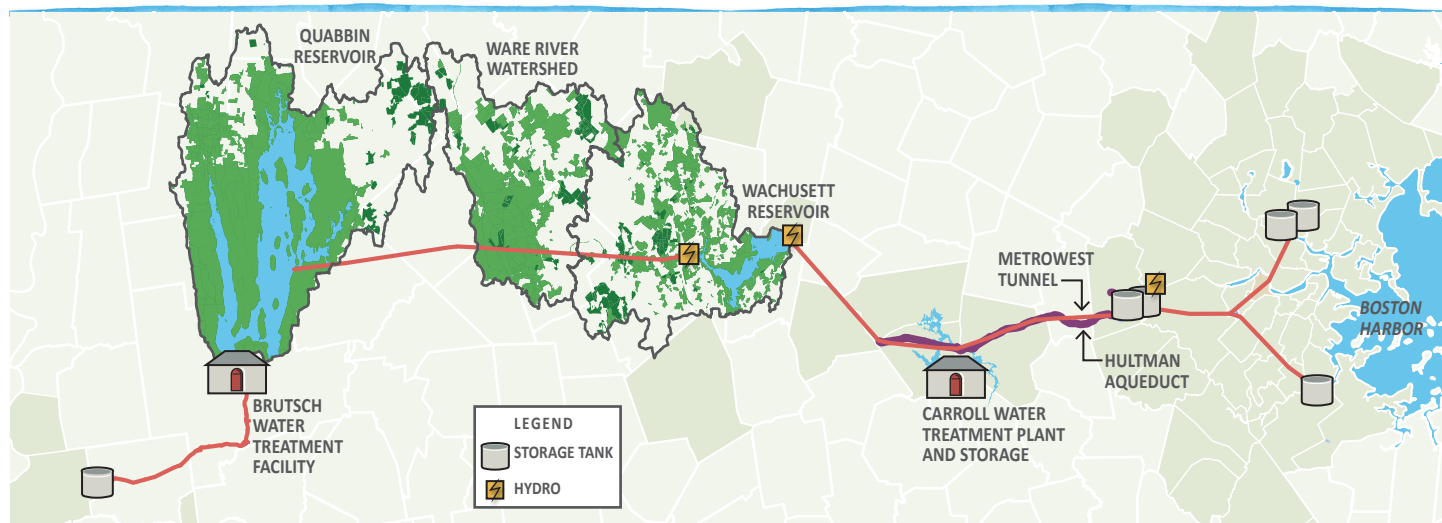 QUABBIN
RESERVOIR
WARE RIVER
WATERSHED
WACHUSETT
RESERVOIR
METROWEST
TUNNEL
BOSTON
HARBOR
HULTMAN
AQUEDUCT
BRUTSCH
WATER
TREATMENT
FACILITY
CARROLL WATER
TREATMENT PLANT
AND STORAGE
LEGEND
STORAGE TANK
HYDRO